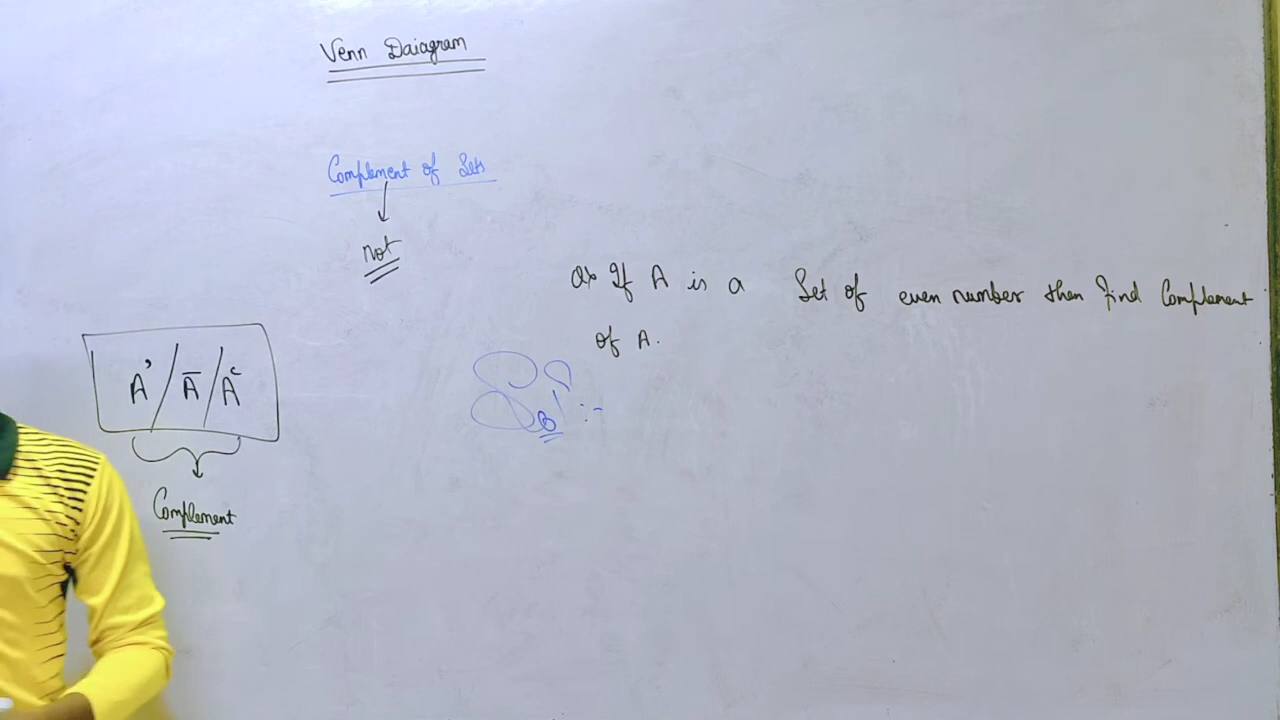 Venn Daiagram
Complement of Sets
not
Q> If A is a Set of even number then Find Complement
of A.
A' / Ā / Aᶜ
Complement
:-